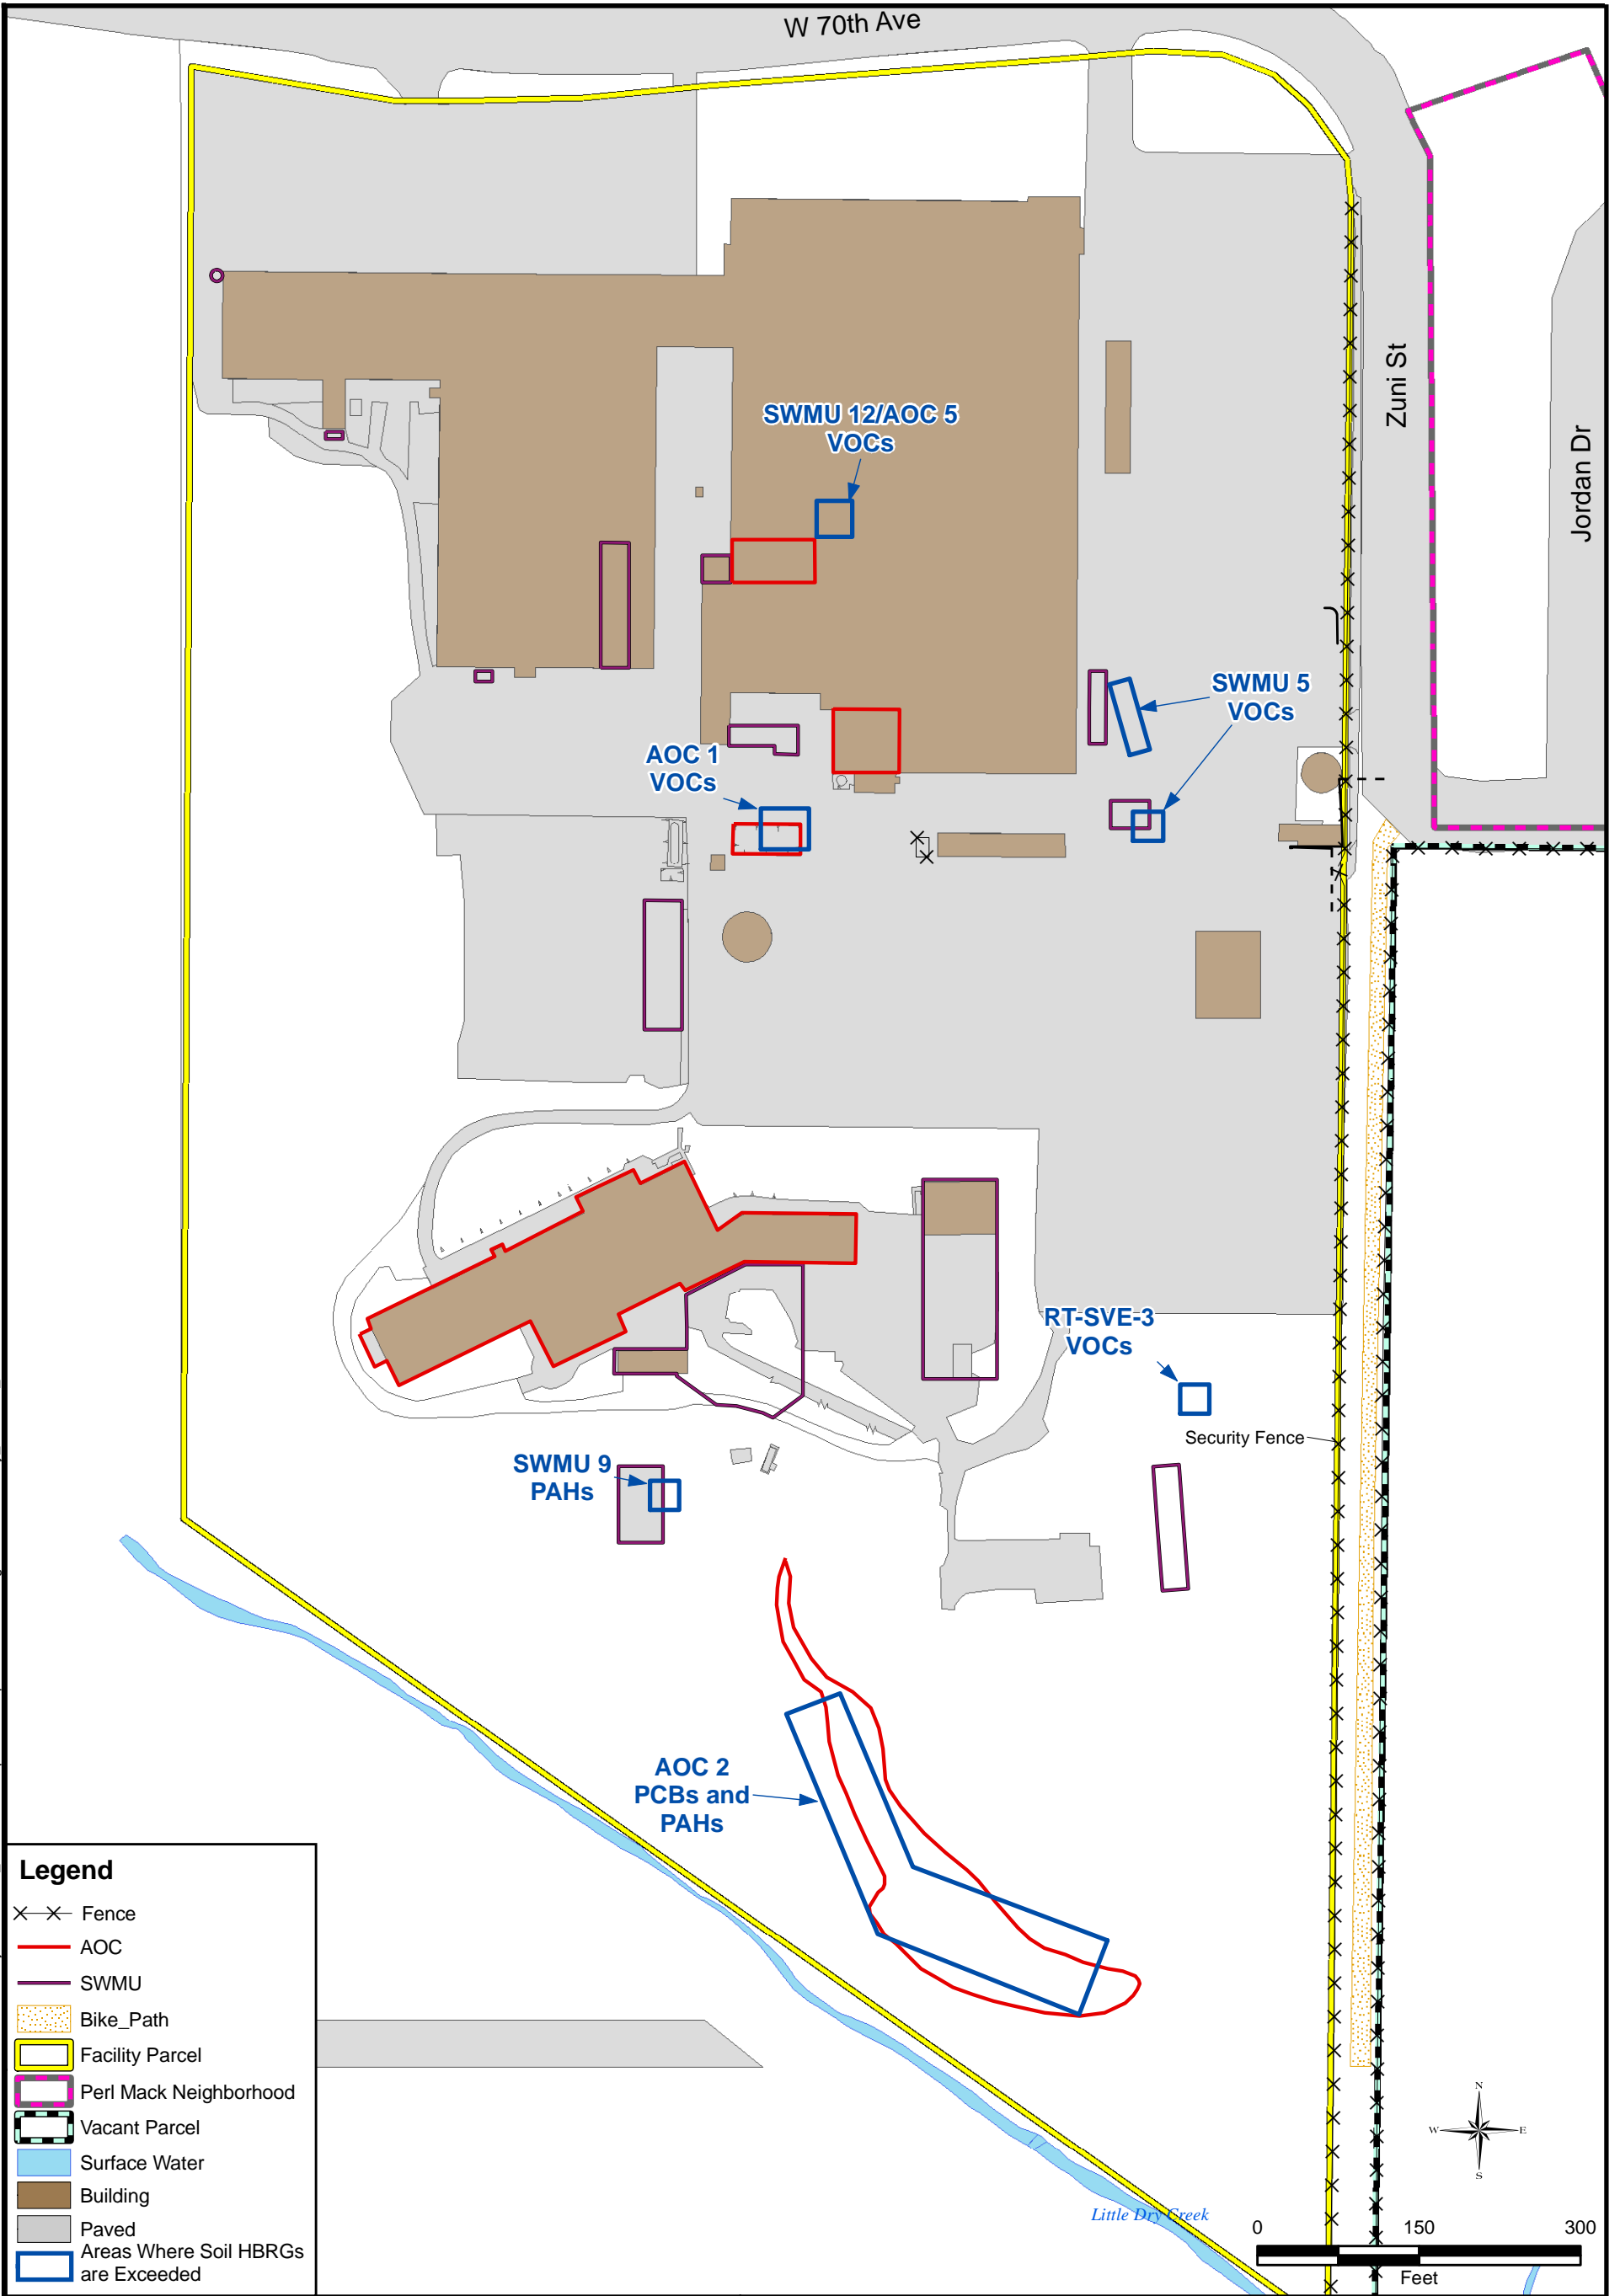 W 70th Ave
Zuni St
Jordan Dr
SWMU 12/AOC 5
VOCs
SWMU 5
VOCs
AOC 1
VOCs
RT-SVE-3
VOCs
Security Fence
SWMU 9
PAHs
AOC 2
PCBs and
PAHs
Legend
Fence
AOC
SWMU
Bike_Path
Facility Parcel
Perl Mack Neighborhood
Vacant Parcel
Surface Water
Building
Paved
Areas Where Soil HBRGs
are Exceeded
N
W E
S
Little Dry Creek
0 150 300
Feet